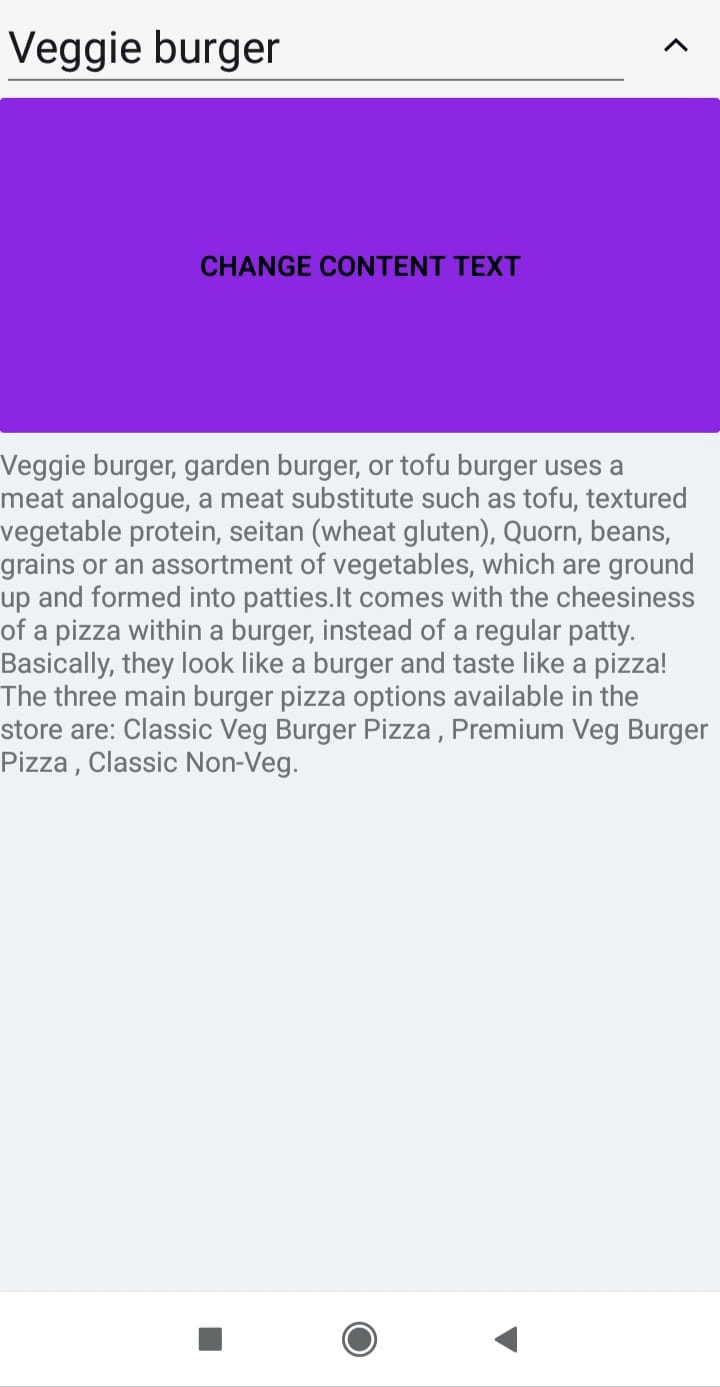 Veggie burger
CHANGE CONTENT TEXT
Veggie burger, garden burger, or tofu burger uses a
meat analogue, a meat substitute such as tofu, textured
vegetable protein, seitan (wheat gluten), Quorn, beans,
grains or an assortment of vegetables, which are ground
up and formed into patties.It comes with the cheesiness
of a pizza within a burger, instead of a regular patty.
Basically, they look like a burger and taste like a pizza!
The three main burger pizza options available in the
store are: Classic Veg Burger Pizza , Premium Veg Burger
Pizza , Classic Non-Veg.